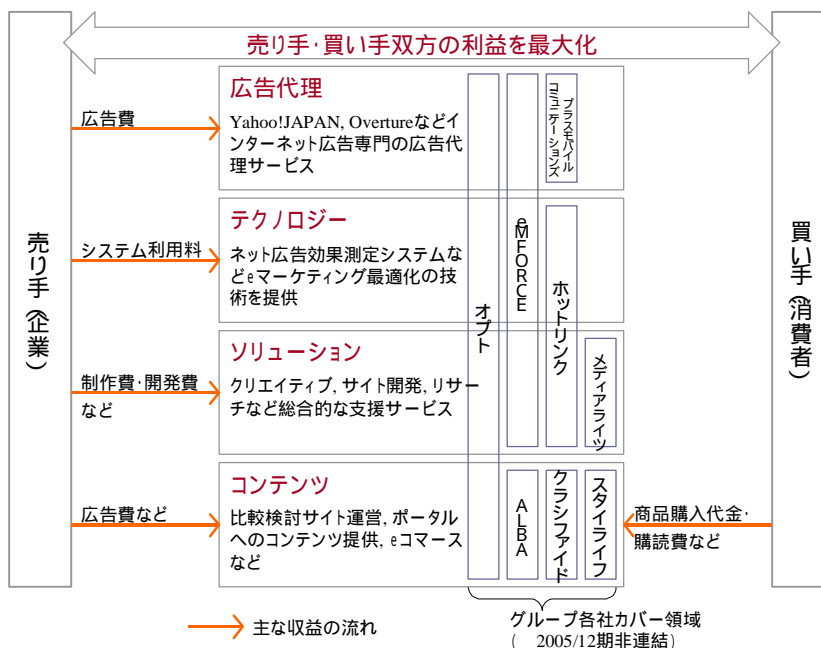 売り手・買い手双方の利益を最大化
売り手（企業）
買い手（消費者）
広告費
広告代理
Yahoo!JAPAN, Overtureなどイ
ンターネット広告専門の広告代
理サービス
システム利用料
テクノロジー
ネット広告効果測定システムな
どeマーケティング最適化の技
術を提供
制作費・開発費
など
ソリューション
クリエイティブ, サイト開発, リサー
チなど総合的な支援サービス
広告費など
コンテンツ
比較検討サイト運営, ポータル
へのコンテンツ提供, eコマース
など
オプト
eMFORCE
プラスモバイル
コミュニケーションズ
ホットリンク
メディアライツ
ALBA
クラシファイド
スタイライフ
商品購入代金・
購読費など
主な収益の流れ
グループ各社カバー領域
( 2005/12期非連結)